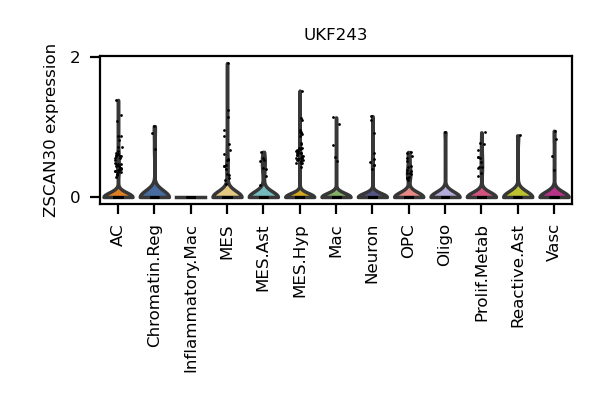 UKF243
ZSCAN30 expression
2
0
AC
Chromatin.Reg
Inflammatory.Mac
MES
MES.Ast
MES.Hyp
Mac
Neuron
OPC
Oligo
Prolif.Metab
Reactive.Ast
Vasc